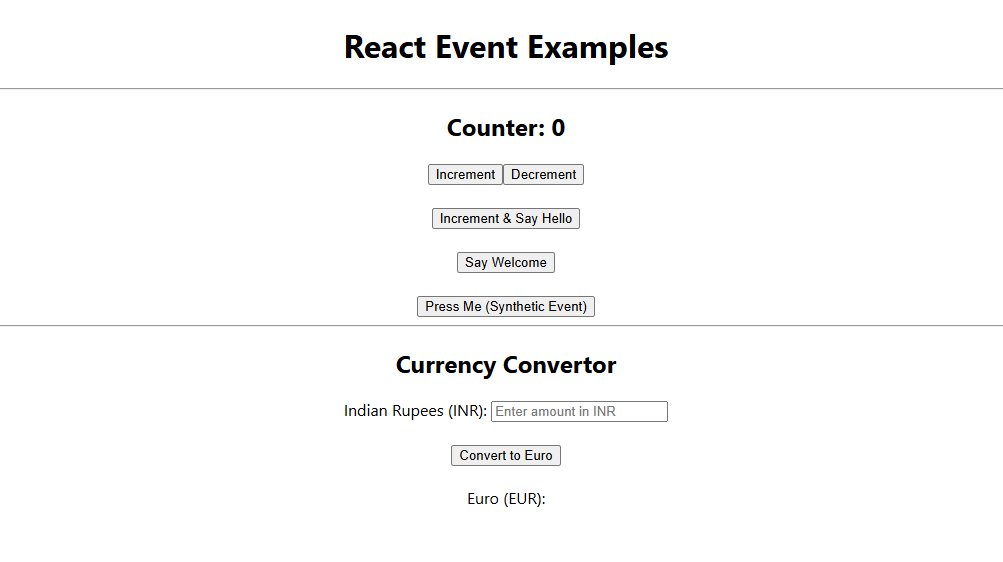 React Event Examples
Counter: 0
Increment Decrement
Increment & Say Hello
Say Welcome
Press Me (Synthetic Event)
Currency Convertor
Indian Rupees (INR): Enter amount in INR
Convert to Euro
Euro (EUR):